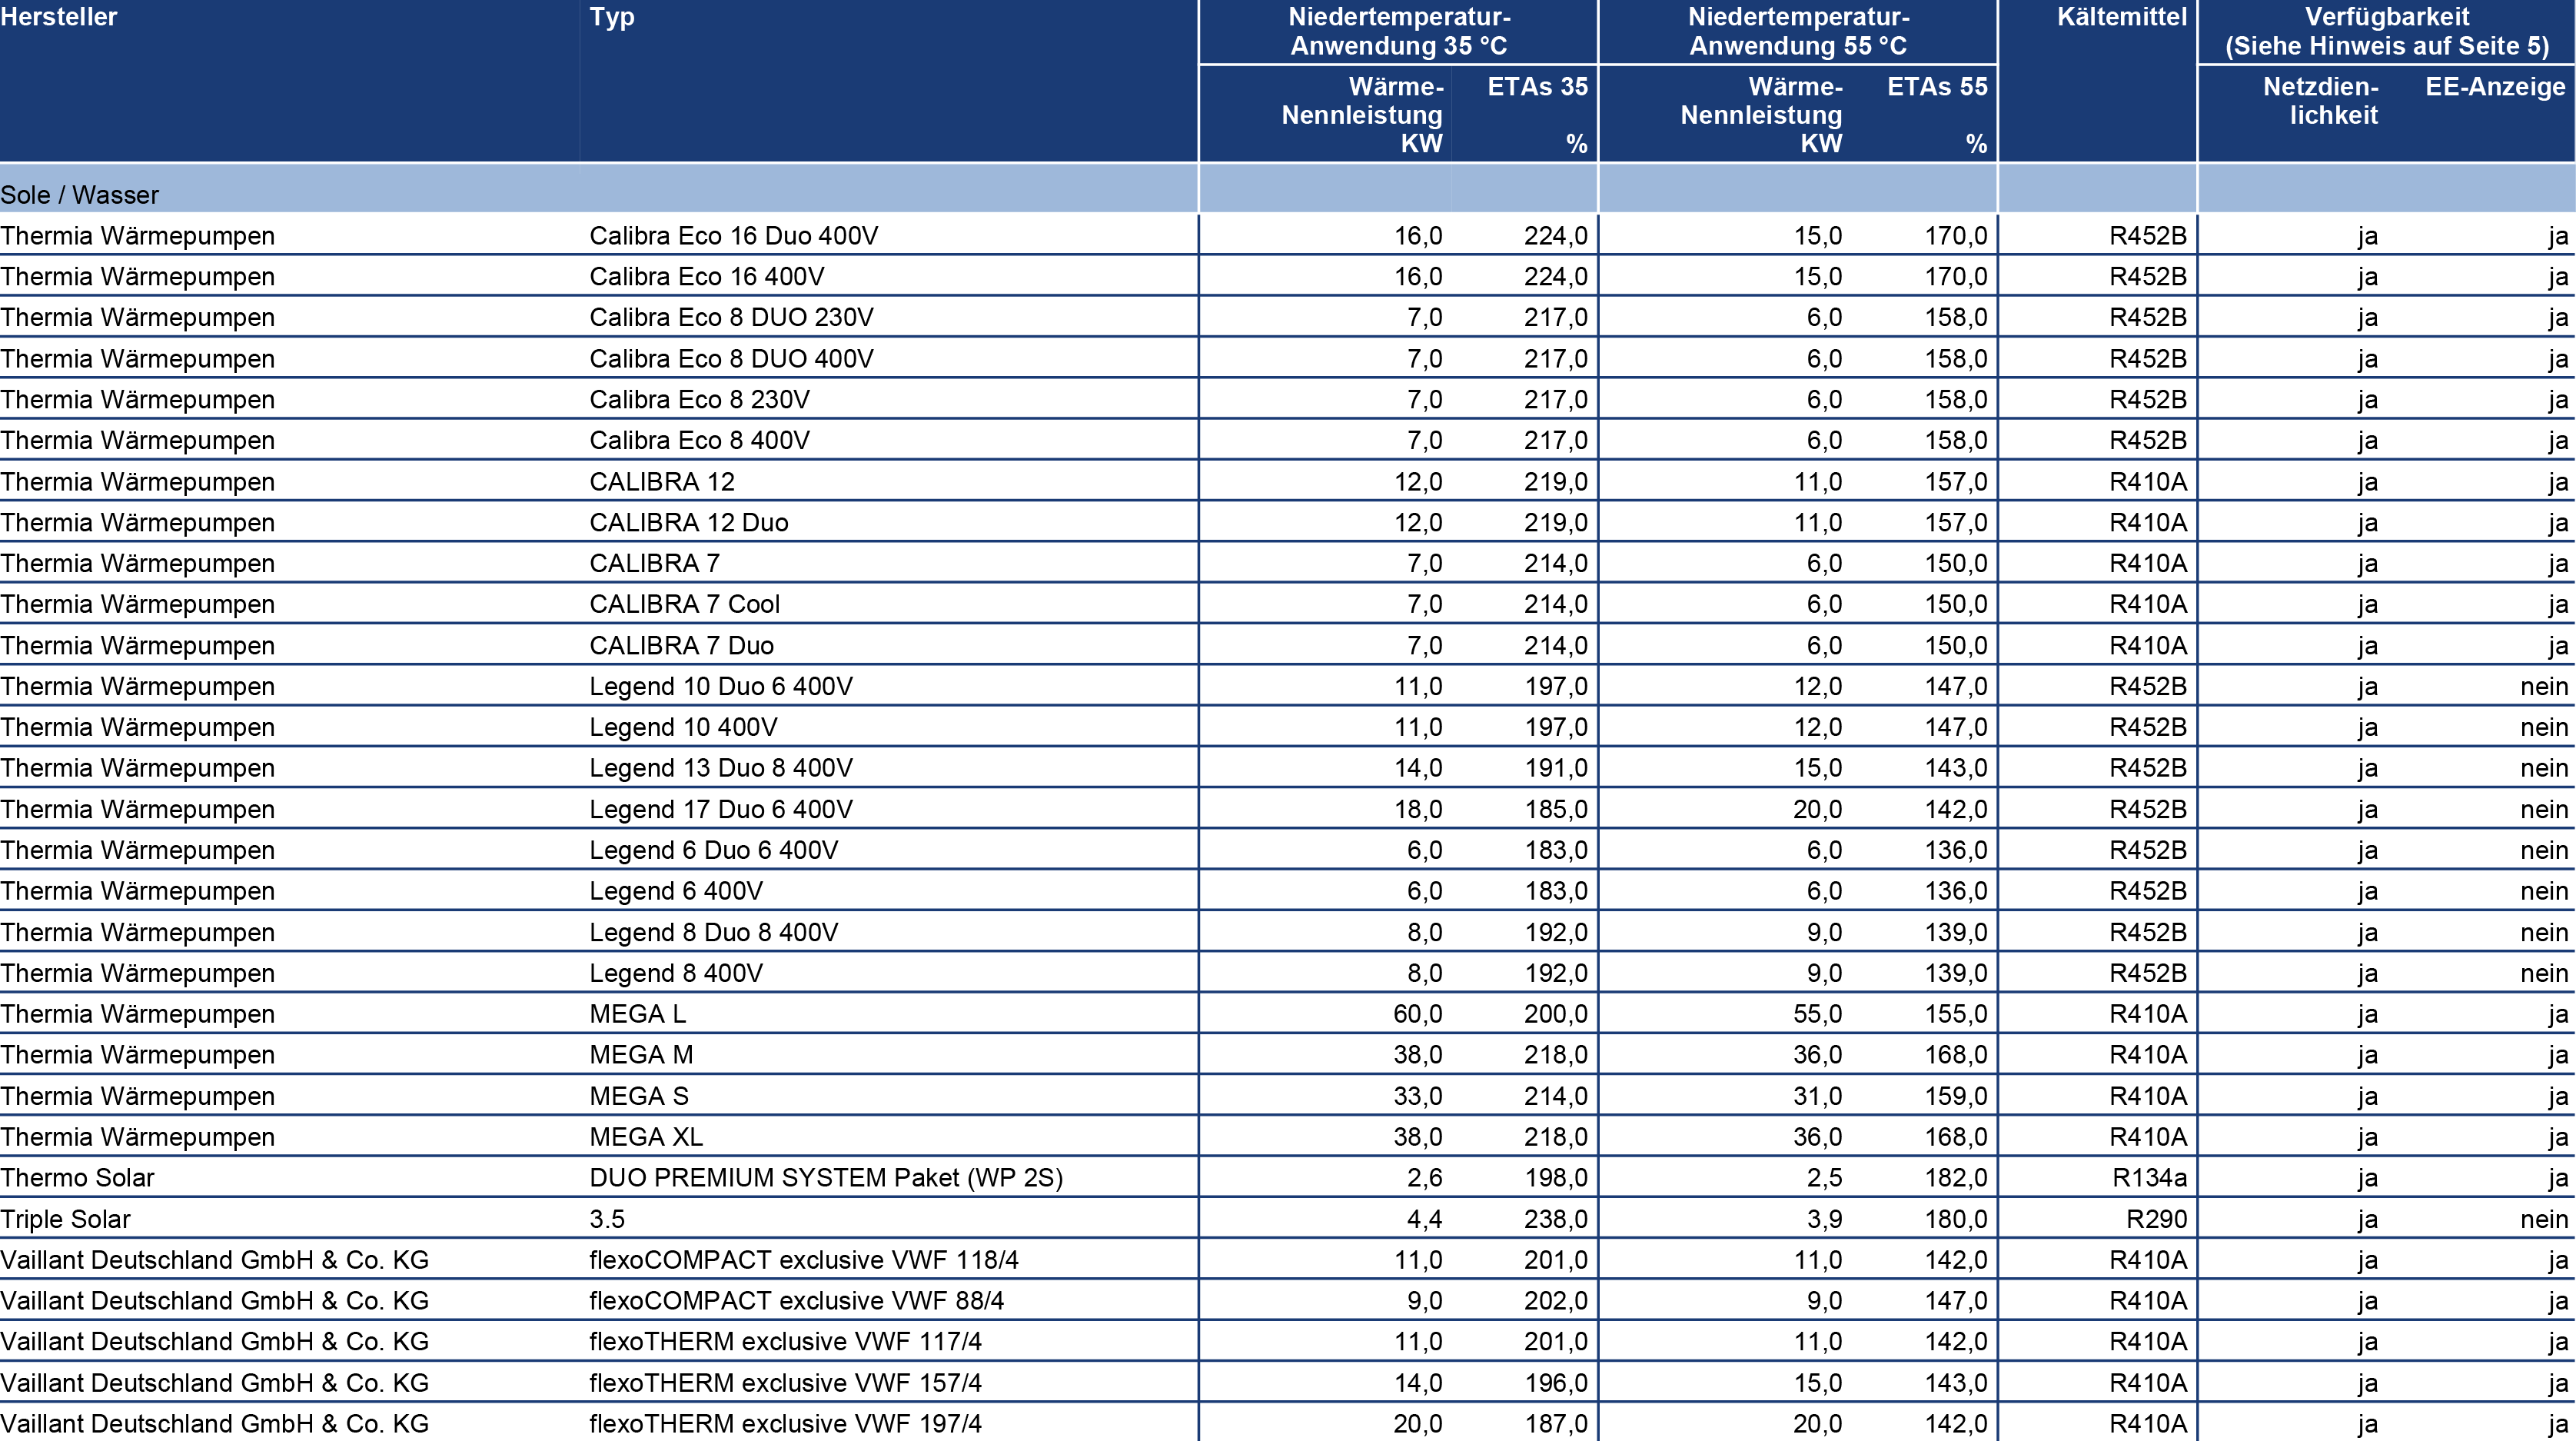 Hersteller Typ Niedertemperatur- Niedertemperatur- Kältemittel Verfügbarkeit
Anwendung 35 °C Anwendung 55 °C (Siehe Hinweis auf Seite 5)
Wärme- ETAs 35 Wärme- ETAs 55 Netzdien- EE-Anzeige
Nennleistung Nennleistung lichkeit
KW % KW %
Sole / Wasser
Thermia Wärmepumpen Calibra Eco 16 Duo 400V 16,0 224,0 15,0 170,0 R452B ja ja
Thermia Wärmepumpen Calibra Eco 16 400V 16,0 224,0 15,0 170,0 R452B ja ja
Thermia Wärmepumpen Calibra Eco 8 DUO 230V 7,0 217,0 6,0 158,0 R452B ja ja
Thermia Wärmepumpen Calibra Eco 8 DUO 400V 7,0 217,0 6,0 158,0 R452B ja ja
Thermia Wärmepumpen Calibra Eco 8 230V 7,0 217,0 6,0 158,0 R452B ja ja
Thermia Wärmepumpen Calibra Eco 8 400V 7,0 217,0 6,0 158,0 R452B ja ja
Thermia Wärmepumpen CALIBRA 12 12,0 219,0 11,0 157,0 R410A ja ja
Thermia Wärmepumpen CALIBRA 12 Duo 12,0 219,0 11,0 157,0 R410A ja ja
Thermia Wärmepumpen CALIBRA 7 7,0 214,0 6,0 150,0 R410A ja ja
Thermia Wärmepumpen CALIBRA 7 Cool 7,0 214,0 6,0 150,0 R410A ja ja
Thermia Wärmepumpen CALIBRA 7 Duo 7,0 214,0 6,0 150,0 R410A ja ja
Thermia Wärmepumpen Legend 10 Duo 6 400V 11,0 197,0 12,0 147,0 R452B ja nein
Thermia Wärmepumpen Legend 10 400V 11,0 197,0 12,0 147,0 R452B ja nein
Thermia Wärmepumpen Legend 13 Duo 8 400V 14,0 191,0 15,0 143,0 R452B ja nein
Thermia Wärmepumpen Legend 17 Duo 6 400V 18,0 185,0 20,0 142,0 R452B ja nein
Thermia Wärmepumpen Legend 6 Duo 6 400V 6,0 183,0 6,0 136,0 R452B ja nein
Thermia Wärmepumpen Legend 6 400V 6,0 183,0 6,0 136,0 R452B ja nein
Thermia Wärmepumpen Legend 8 Duo 8 400V 8,0 192,0 9,0 139,0 R452B ja nein
Thermia Wärmepumpen Legend 8 400V 8,0 192,0 9,0 139,0 R452B ja nein
Thermia Wärmepumpen MEGA L 60,0 200,0 55,0 155,0 R410A ja ja
Thermia Wärmepumpen MEGA M 38,0 218,0 36,0 168,0 R410A ja ja
Thermia Wärmepumpen MEGA S 33,0 214,0 31,0 159,0 R410A ja ja
Thermia Wärmepumpen MEGA XL 38,0 218,0 36,0 168,0 R410A ja ja
Thermo Solar DUO PREMIUM SYSTEM Paket (WP 2S) 2,6 198,0 2,5 182,0 R134a ja ja
Triple Solar 3.5 4,4 238,0 3,9 180,0 R290 ja nein
Vaillant Deutschland GmbH & Co. KG flexoCOMPACT exclusive VWF 118/4 11,0 201,0 11,0 142,0 R410A ja ja
Vaillant Deutschland GmbH & Co. KG flexoCOMPACT exclusive VWF 88/4 9,0 202,0 9,0 147,0 R410A ja ja
Vaillant Deutschland GmbH & Co. KG flexoTHERM exclusive VWF 117/4 11,0 201,0 11,0 142,0 R410A ja ja
Vaillant Deutschland GmbH & Co. KG flexoTHERM exclusive VWF 157/4 14,0 196,0 15,0 143,0 R410A ja ja
Vaillant Deutschland GmbH & Co. KG flexoTHERM exclusive VWF 197/4 20,0 187,0 20,0 142,0 R410A ja ja